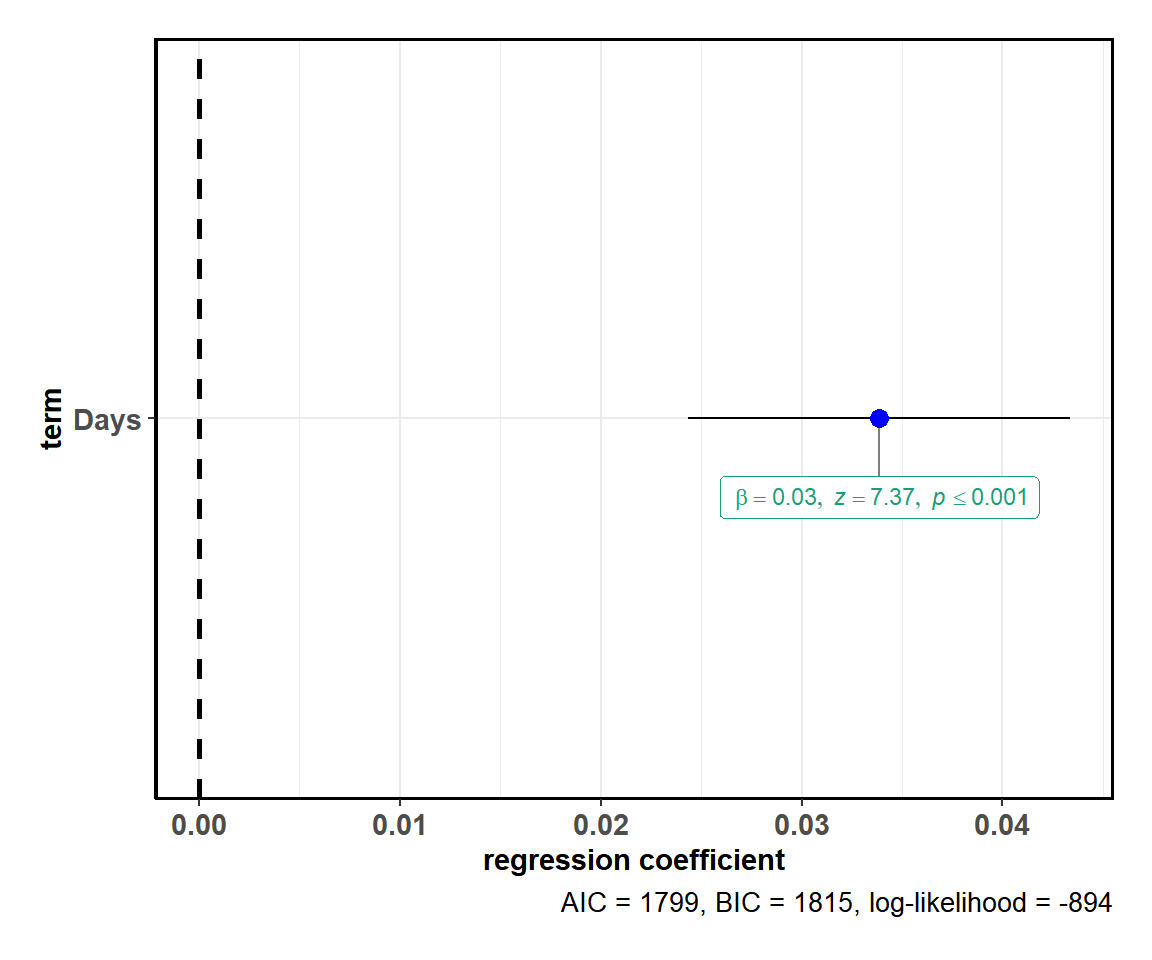 term
Days
β = 0.03, z = 7.37, p ≤ 0.001
0.00 0.01 0.02 0.03 0.04
regression coefficient
AIC = 1799, BIC = 1815, log-likelihood = -894